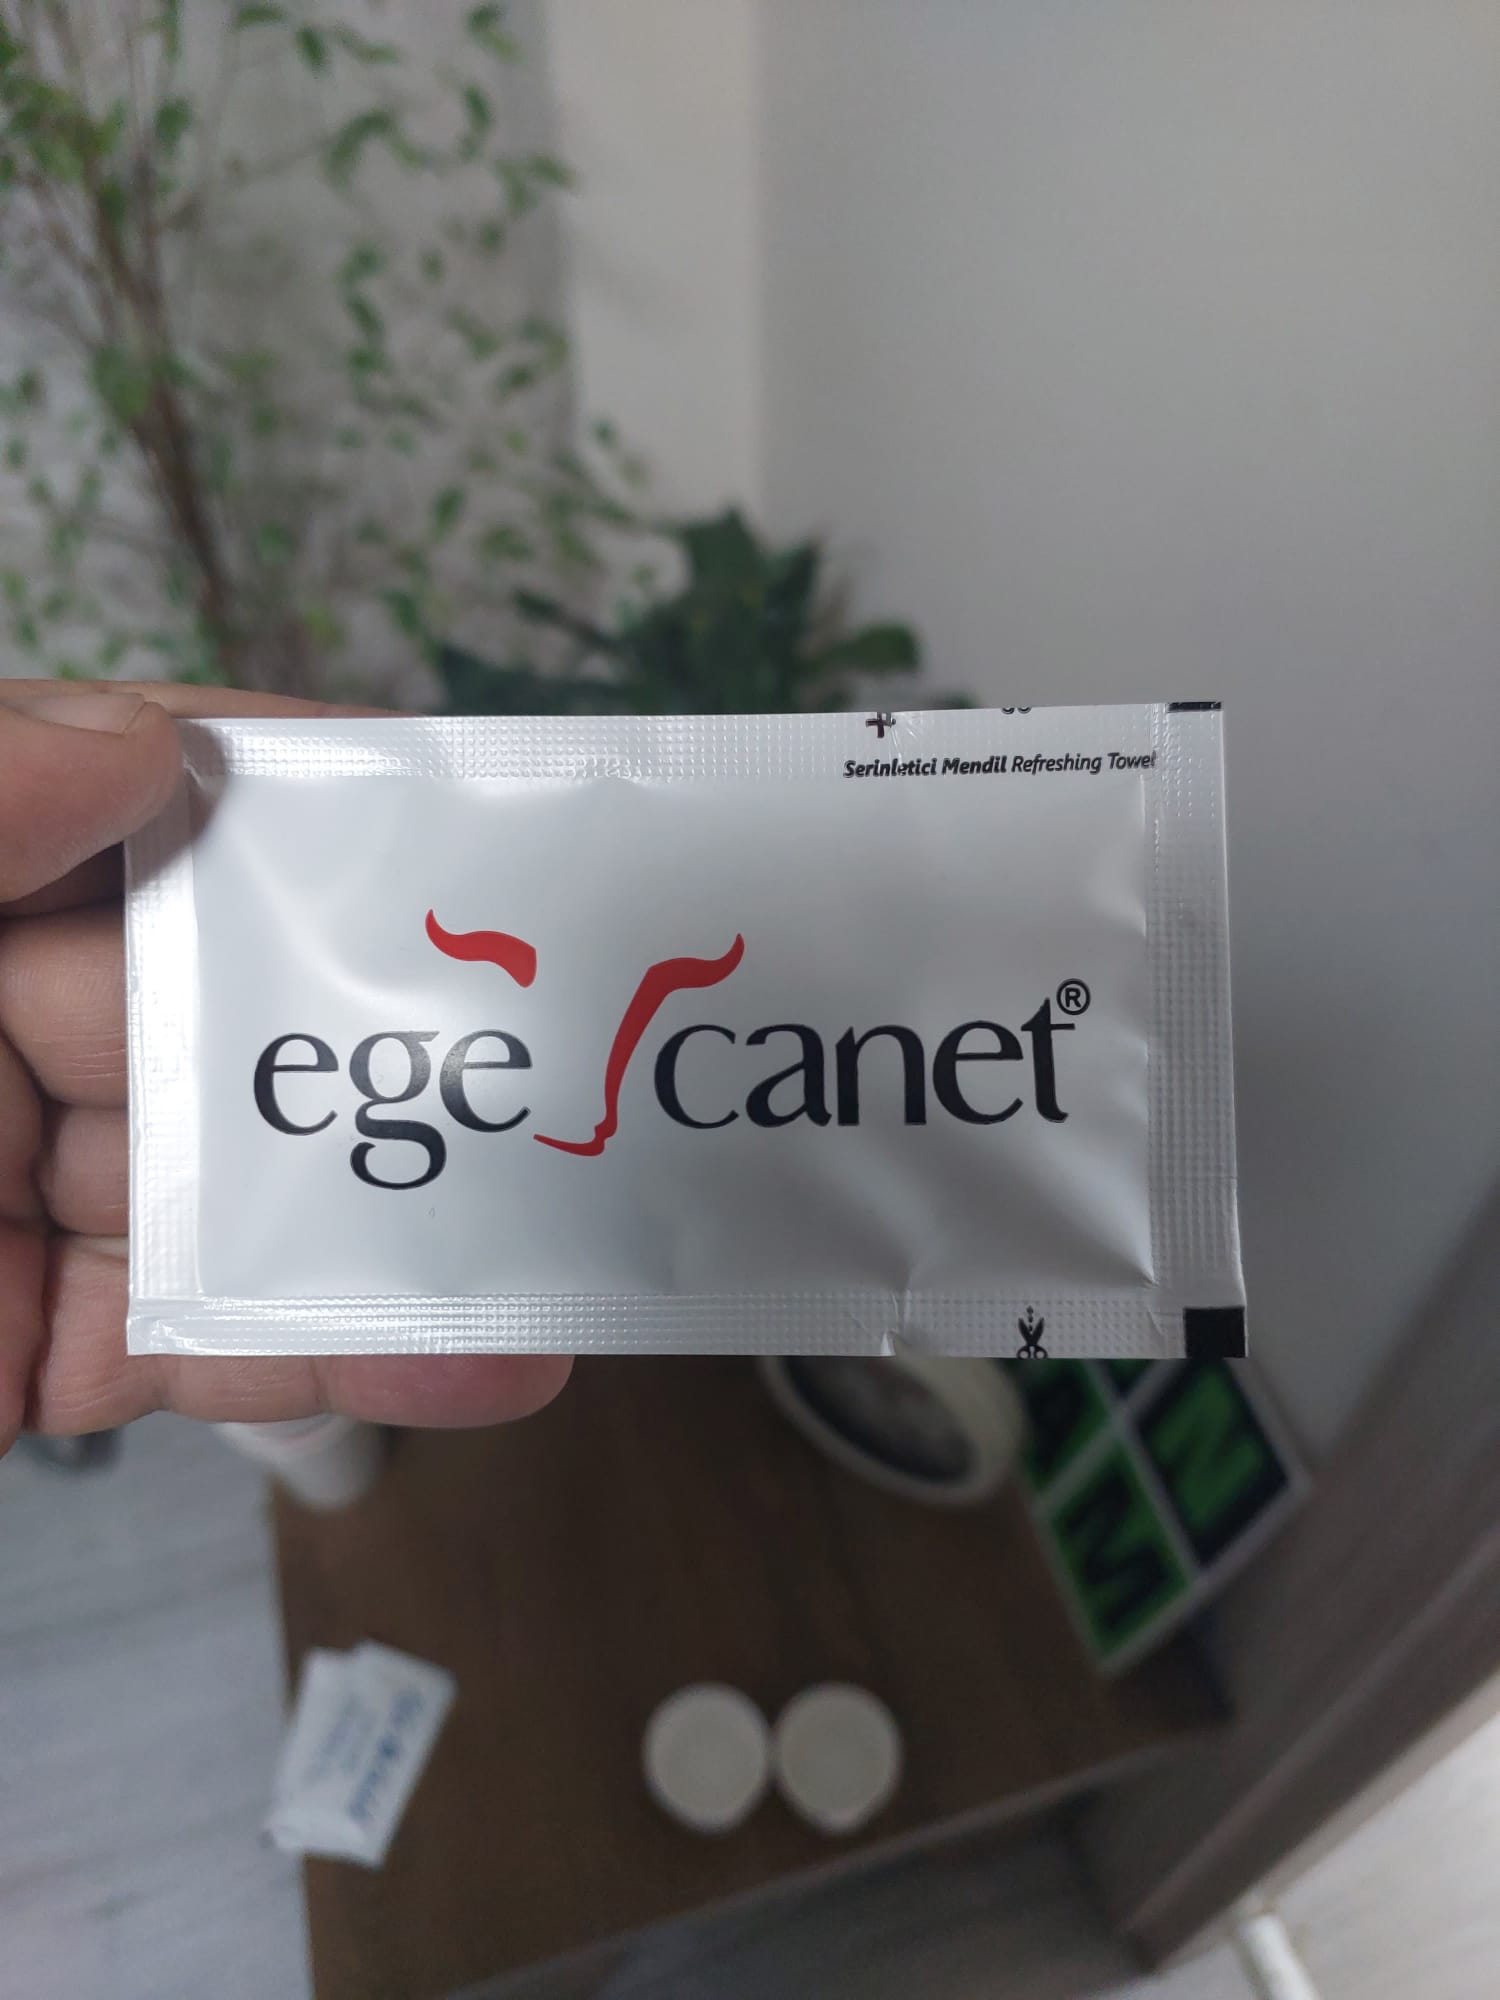 Serinletici Mendil Refreshing Towel
ege canet®
N
M